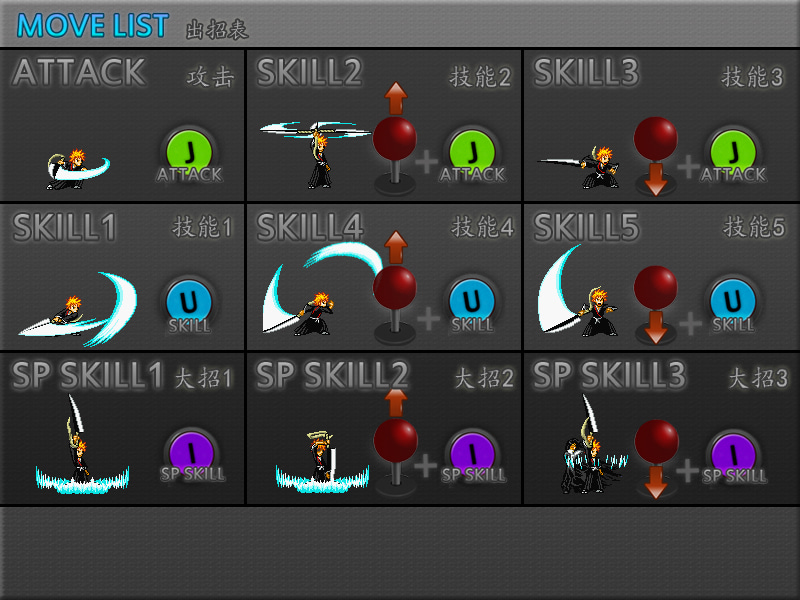 MOVE LIST 出招表
ATTACK 攻击
J
ATTACK
SKILL2 技能2
+ J
ATTACK
SKILL3 技能3
+ J
ATTACK
SKILL1 技能1
U
SKILL
SKILL4 技能4
+ U
SKILL
SKILL5 技能5
+ U
SKILL
SP SKILL1 大招1
I
SP SKILL
SP SKILL2 大招2
+ I
SP SKILL
SP SKILL3 大招3
+ I
SP SKILL